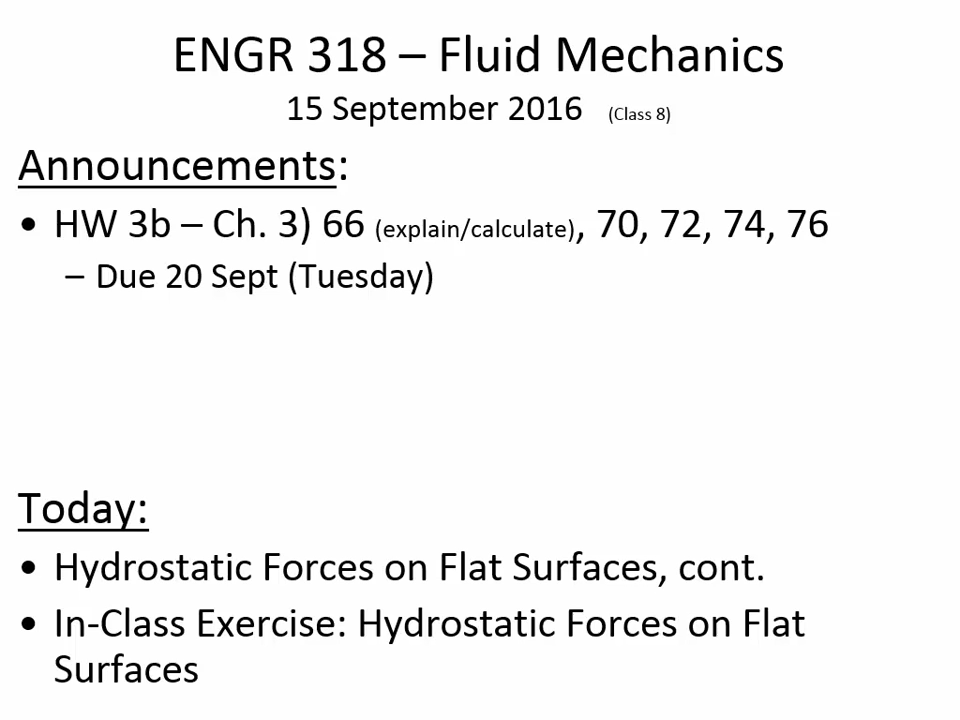 ENGR 318 – Fluid Mechanics
15 September 2016 (Class 8)
Announcements:
• HW 3b – Ch. 3) 66 (explain/calculate), 70, 72, 74, 76
– Due 20 Sept (Tuesday)
Today:
• Hydrostatic Forces on Flat Surfaces, cont.
• In-Class Exercise: Hydrostatic Forces on Flat
Surfaces